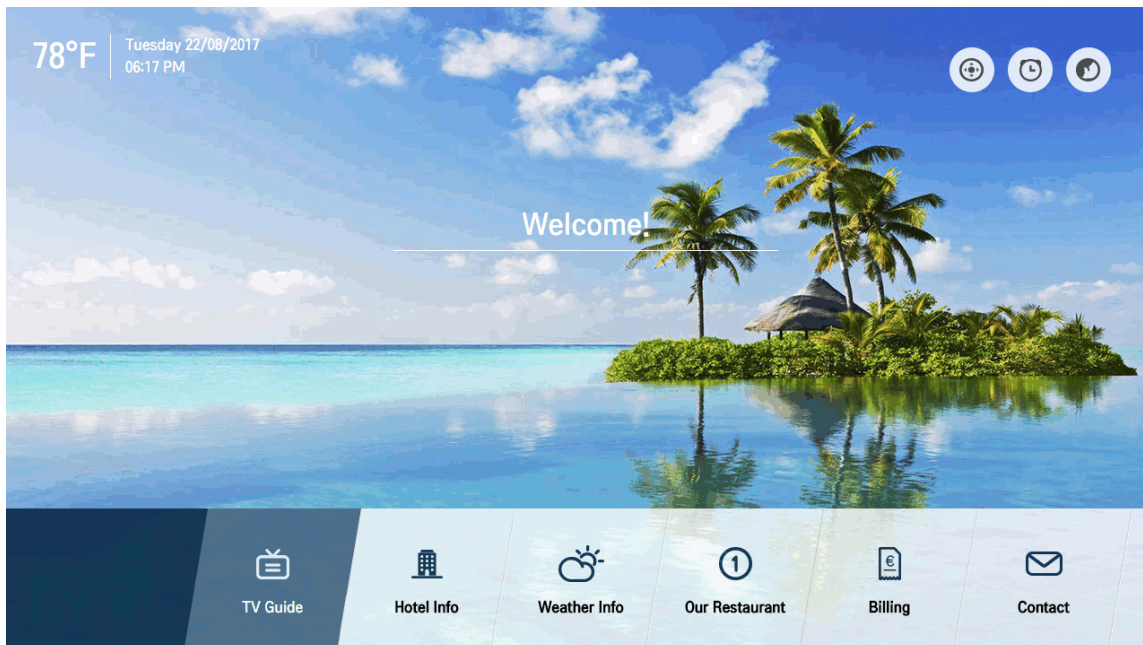 78°F
Tuesday 22/08/2017
06:17 PM
Welcome!
TV Guide
Hotel Info
Weather Info
1
Our Restaurant
€
Billing
Contact